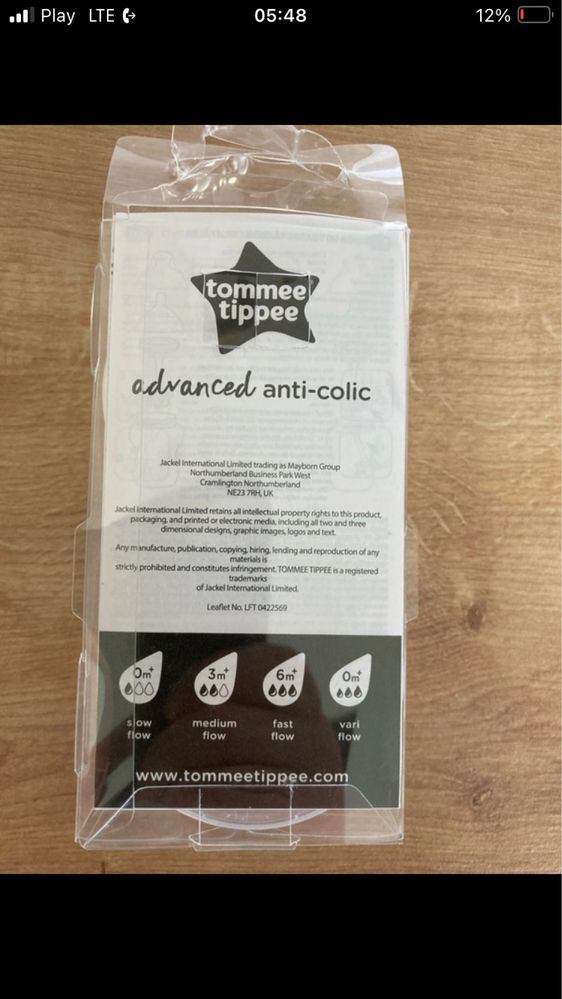 Play LTE
05:48
12%
tommee
tippee
advanced anti-colic
Jackel International Limited trading as Mayborn Group
Northumberland Business Park West
Cramlington Northumberland
NE23 7RH, UK
Jackel International Limited retains all intellectual property rights to this product,
packaging, and printed or electronic media, including all two and three
dimensional designs, graphic images, logos and text.
Any manufacture, publication, copying, hiring, lending and reproduction of any
materials is
strictly prohibited and constitutes infringement. TOMMEE TIPPEE is a registered
trademarks
of Jackel International Limited.
Leaflet No. LFT 0422569
0m+ 3m+ 6m+ 0m+
slow medium fast vari
flow flow flow flow
www.tommeetippee.com